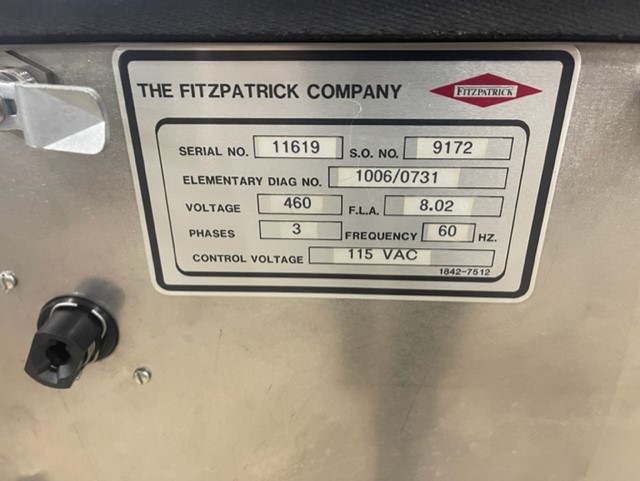 THE FITZPATRICK COMPANY FITZPATRICK
SERIAL NO. 11619 S.O. NO. 9172
ELEMENTARY DIAG NO. 1006/0731
VOLTAGE 460 F.L.A. 8.02
PHASES 3 FREQUENCY 60 HZ.
CONTROL VOLTAGE 115 VAC
1842-7512